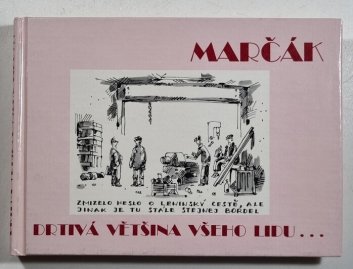 MARČÁK
ZMIZELO HESLO O LENINSKÝ CESTĚ, ALE
JINAK JE TU STÁLE STEJNEJ BORDEL
DRTIVÁ VĚTŠINA VŠEHO LIDU...